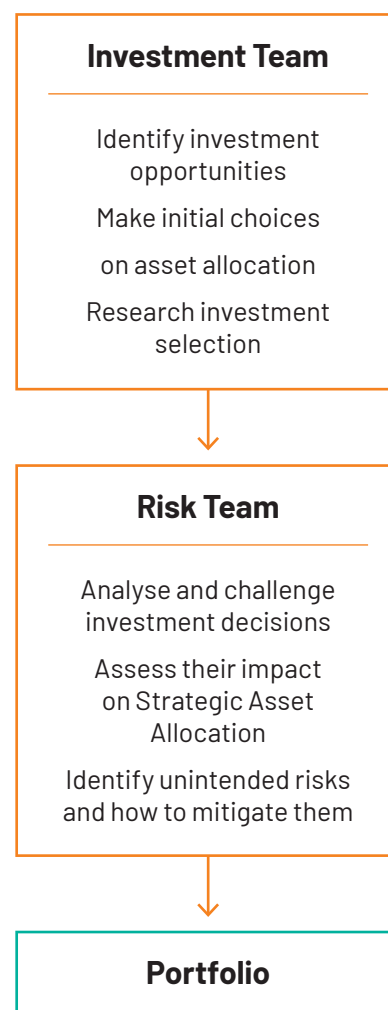 Investment Team
Identify investment
opportunities
Make initial choices
on asset allocation
Research investment
selection
Risk Team
Analyse and challenge
investment decisions
Assess their impact
on Strategic Asset
Allocation
Identify unintended risks
and how to mitigate them
Portfolio